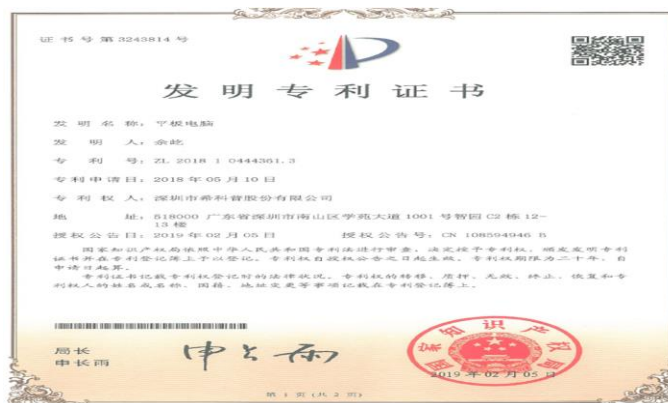 证书号第3243814号
发明专利证书
发明名称：平板电脑
发明人：余屹
专利号：ZL 2018 1 0444361.3
专利申请日：2018年05月10日
专利权人：深圳市希科普股份有限公司
地址：518000 广东省深圳市南山区学苑大道1001号智园C2栋12-
13楼
授权公告日：2019年02月05日 授权公告号：CN 108594946 B
国家知识产权局依照中华人民共和国专利法进行审查，决定授予专利权，颁发发明专利
证书并在专利登记簿上予以登记。专利权自授权公告之日起生效。专利权期限为二十年，自
申请日起算。
专利证书记载专利权登记时的法律状况。专利权的转移、质押、无效、终止、恢复和专
利权人的姓名或名称、国籍、地址变更等事项记载在专利登记簿上。
局长
申长雨
申长雨
国家知识产权局
2019年02月05日
第1页(共2页)